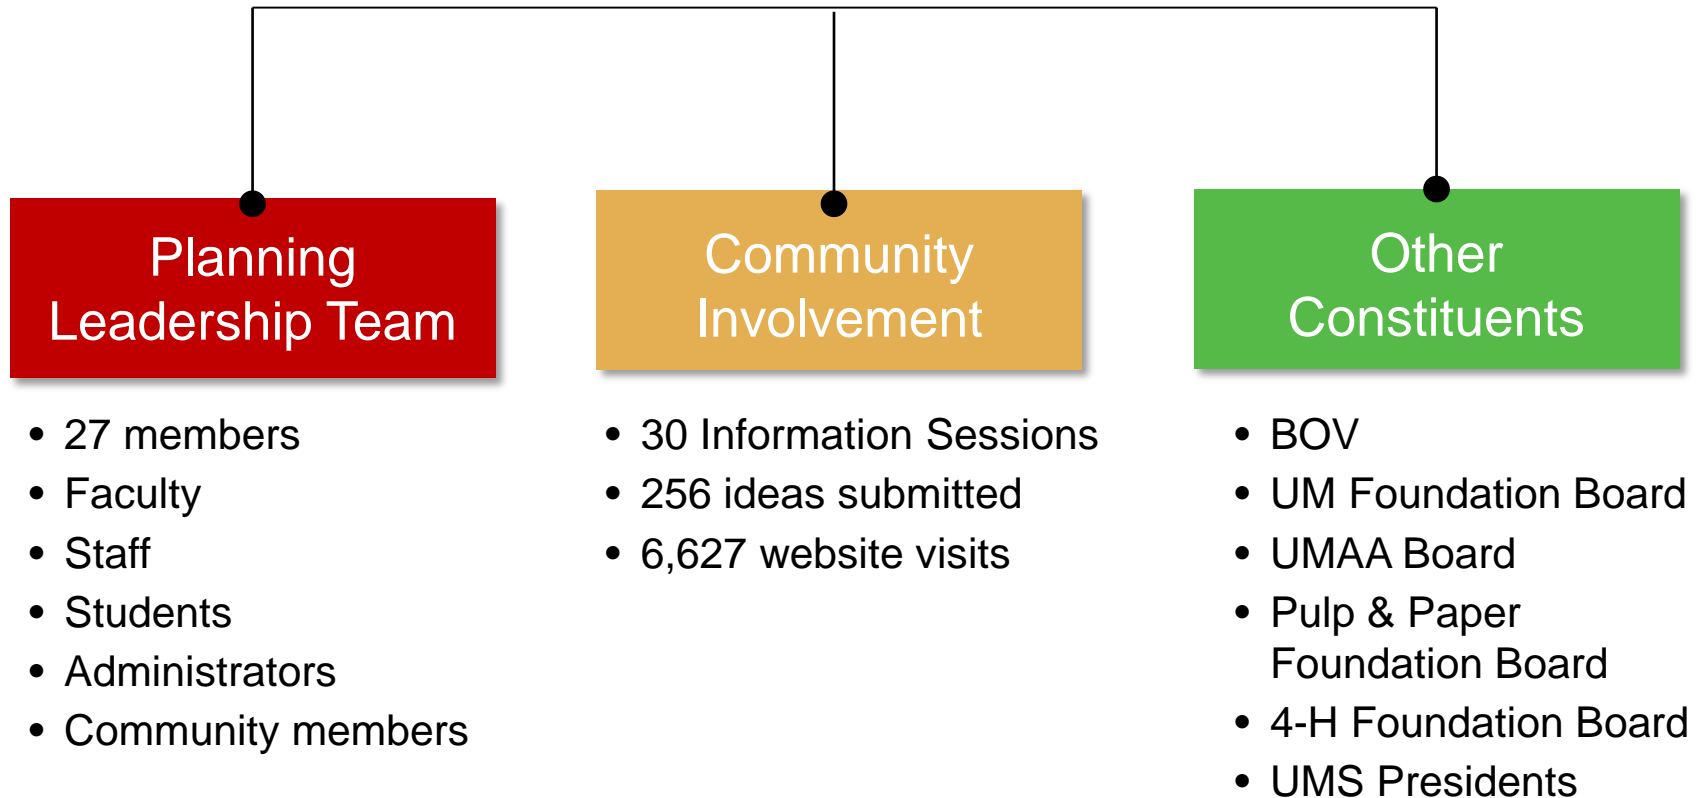 Planning
Leadership Team
• 27 members
• Faculty
• Staff
• Students
• Administrators
• Community members
Community
Involvement
• 30 Information Sessions
• 256 ideas submitted
• 6,627 website visits
Other
Constituents
• BOV
• UM Foundation Board
• UMAA Board
• Pulp & Paper
Foundation Board
• 4-H Foundation Board
• UMS Presidents